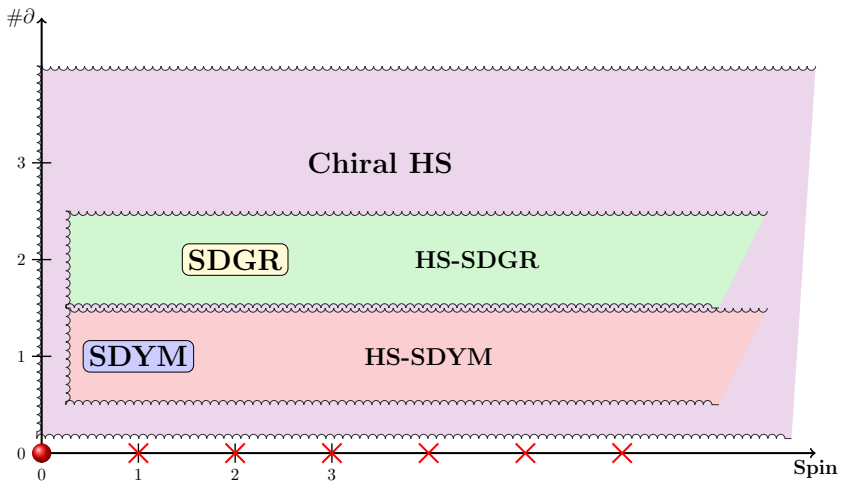 #∂
Chiral HS
3
SDGR HS-SDGR
2
SDYM HS-SDYM
1
0
0 1 2 3
Spin